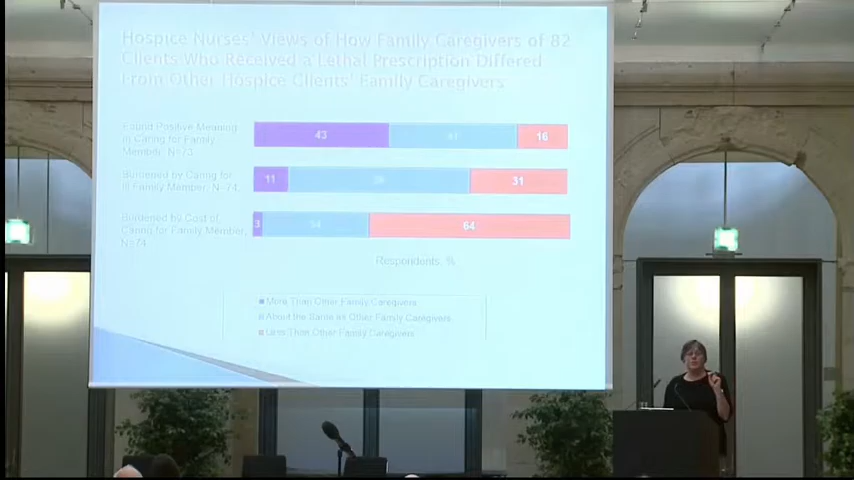 Hospice Nurses' Views of How Family Caregivers of 82
Clients Who Received a Lethal Prescription Differed
From Other Hospice Clients' Family Caregivers
Found Positive Meaning
in Caring for Family
Member, N=73
43
41
16
Burdened by Caring for
Ill Family Member, N=74
11
31
Burdened by Cost of
Caring for Family Member,
N=74
3
34
64
Respondents, %
More Than Other Family Caregivers
About the Same as Other Family Caregivers
Less Than Other Family Caregivers